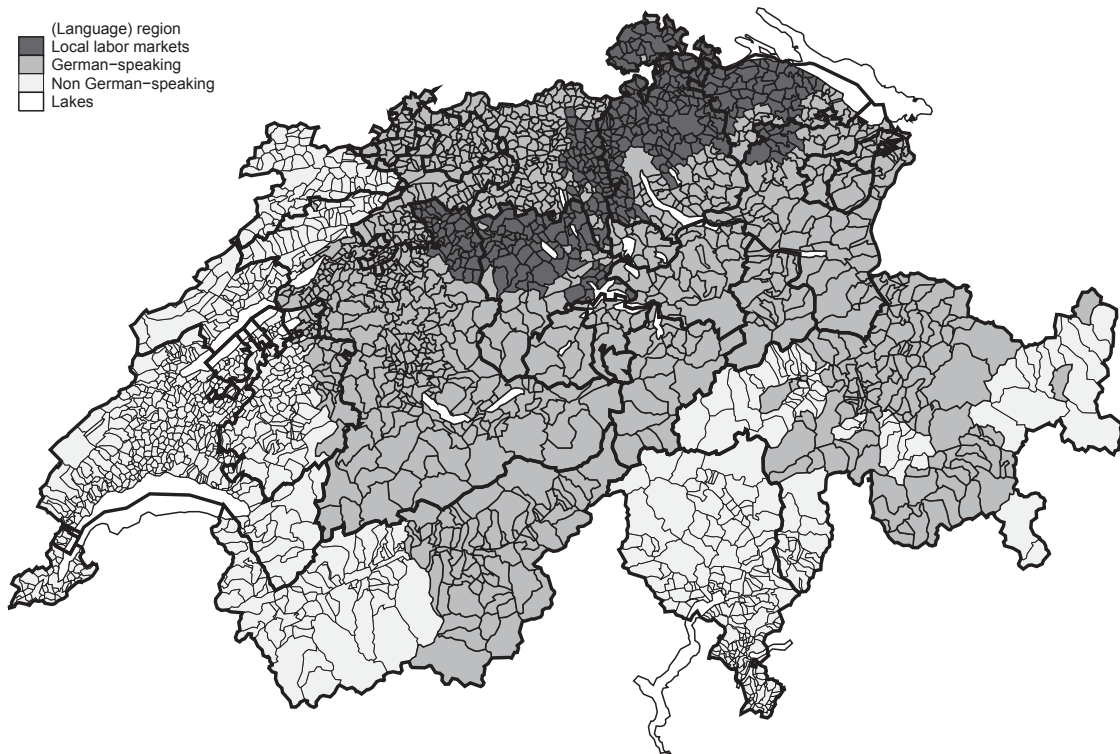 (Language) region
Local labor markets
German−speaking
Non German−speaking
Lakes